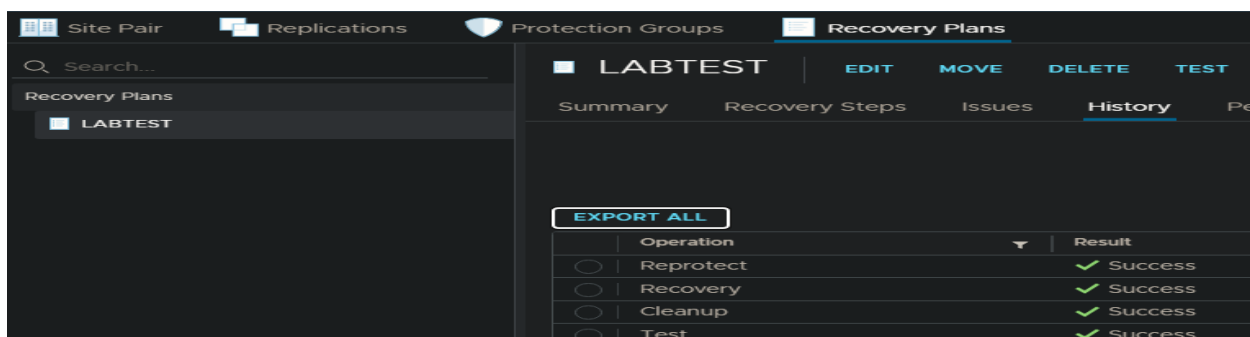 Site Pair Replications Protection Groups Recovery Plans
Search...
Recovery Plans
LABTEST
LABTEST EDIT MOVE DELETE TEST
Summary Recovery Steps Issues History Pe
EXPORT ALL
Operation Result
Reprotect Success
Recovery Success
Cleanup Success
Test Success